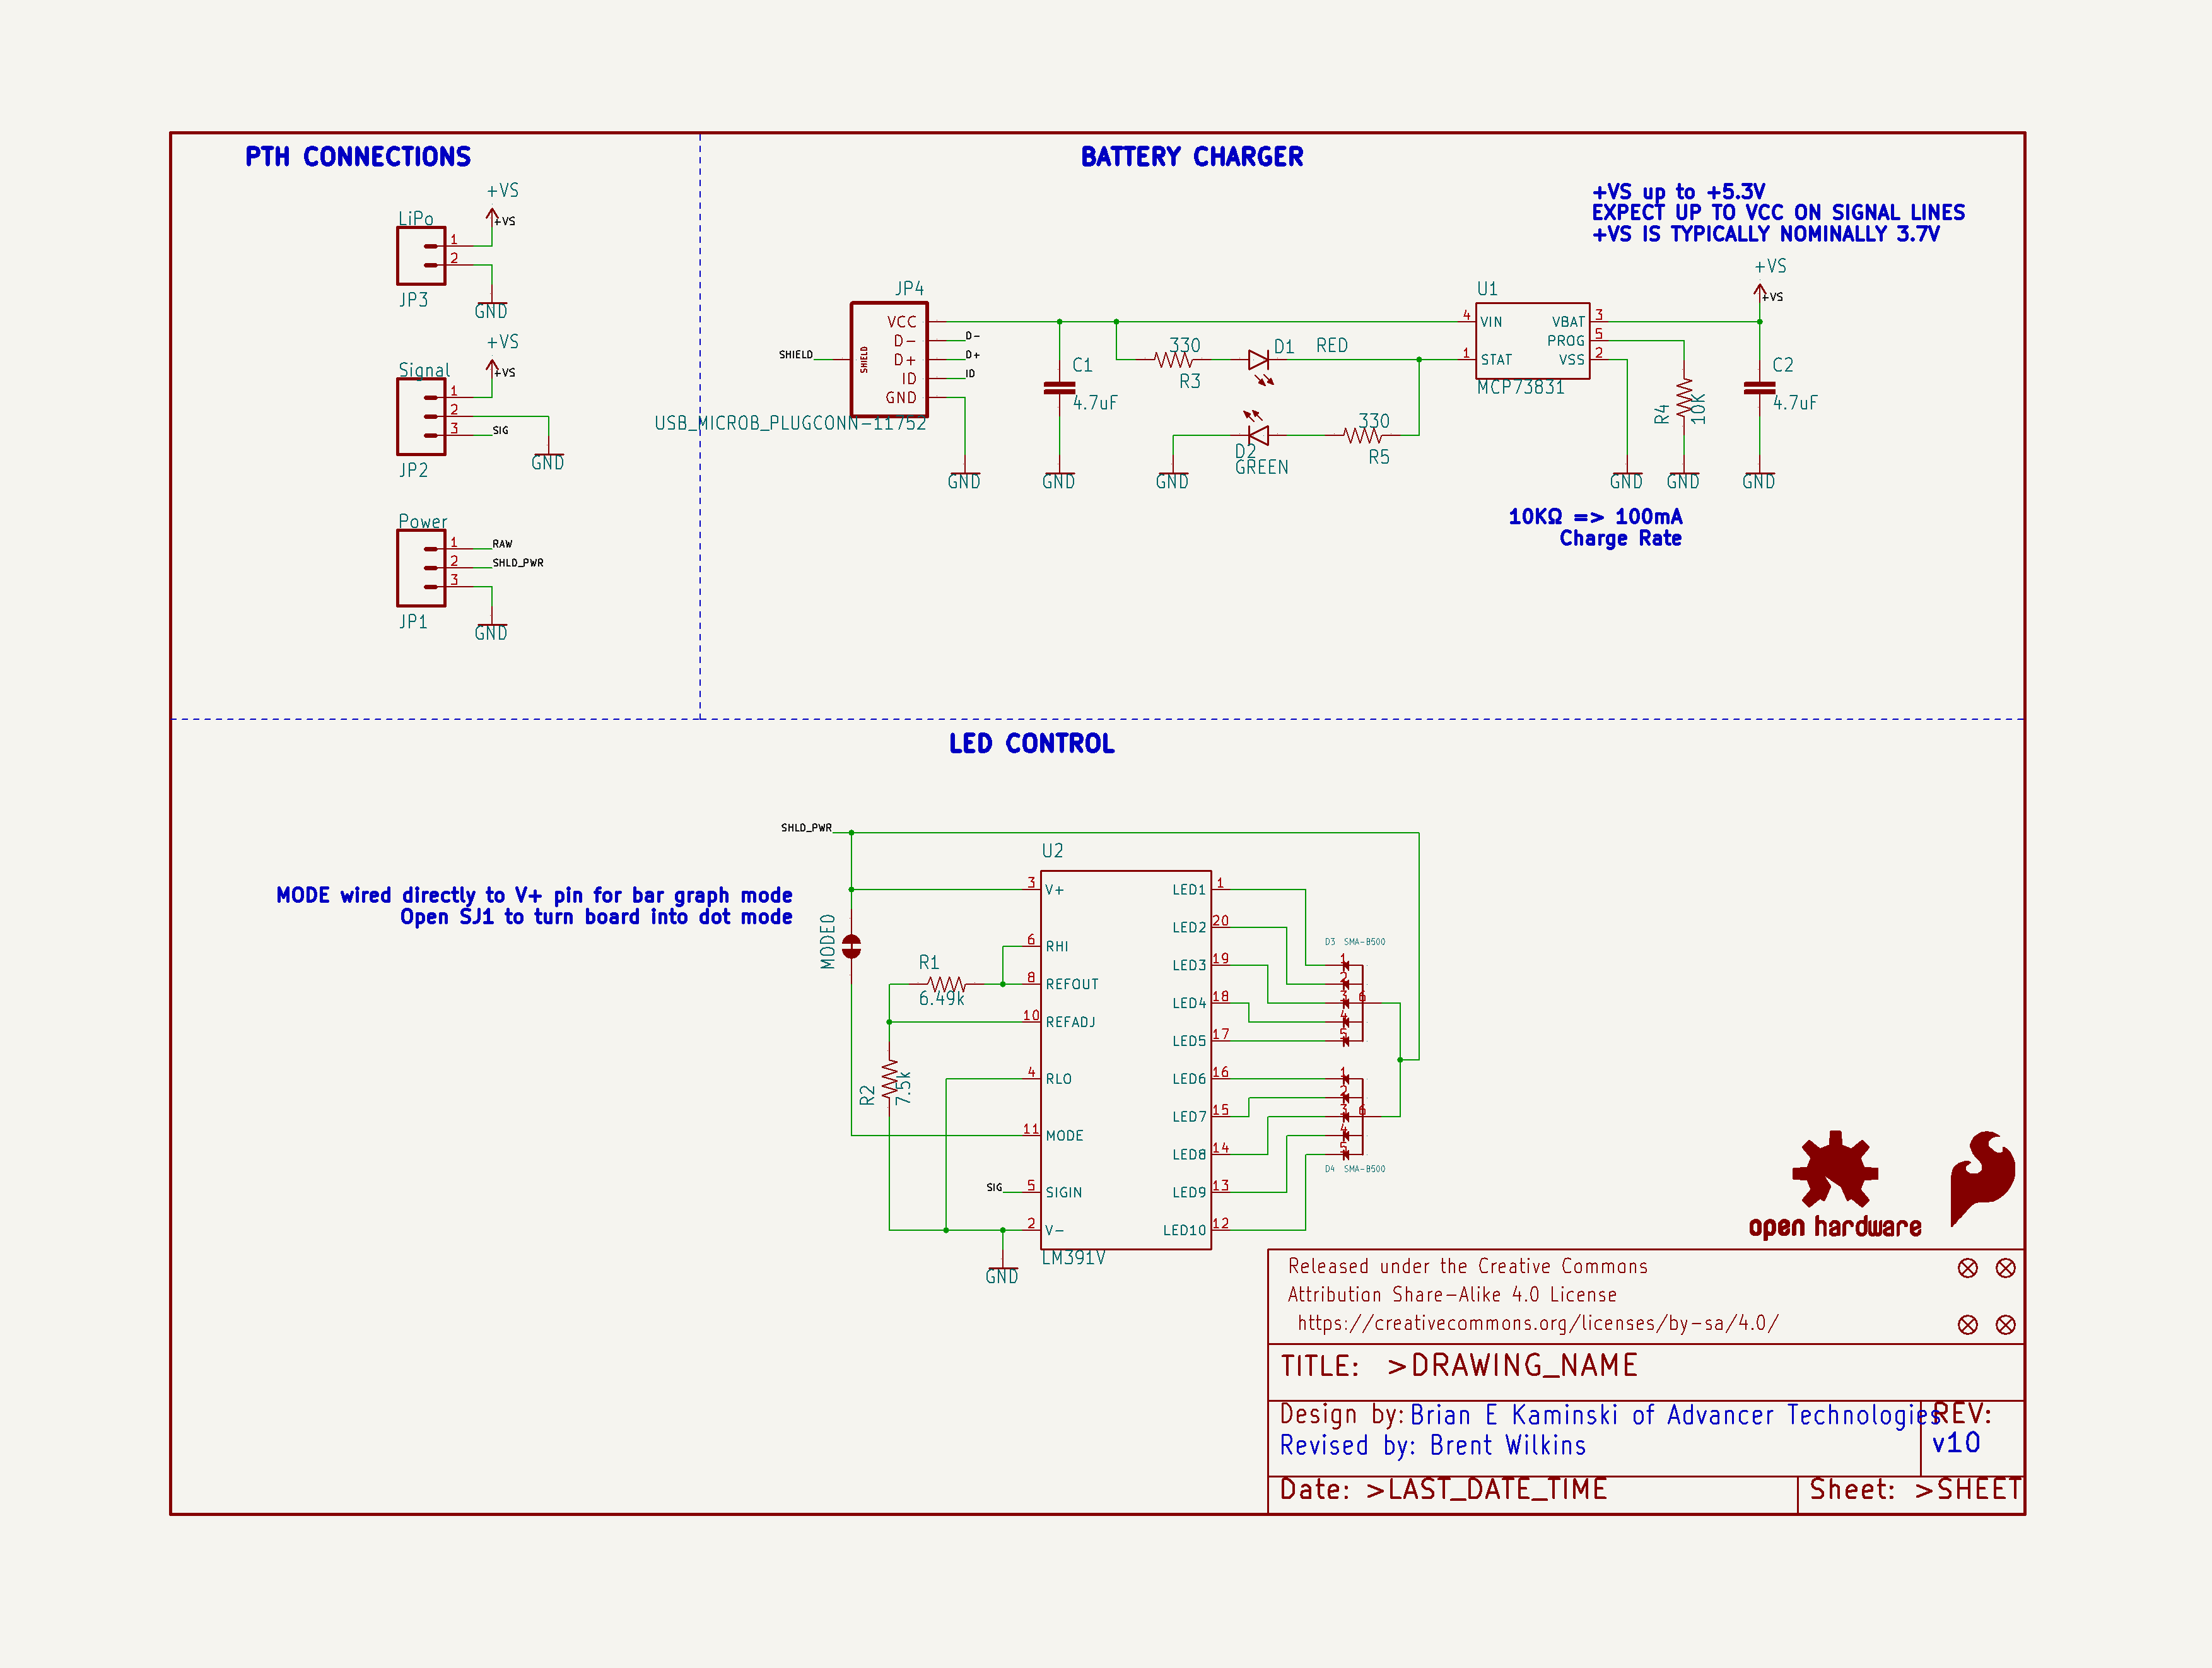 PTH CONNECTIONS
+VS
+VS
LiPo
1
2
JP3
GND
+VS
+VS
Signal
1
2
3
SIG
JP2
GND
Power
1
RAW
2
SHLD_PWR
3
JP1
GND
BATTERY CHARGER
+VS up to +5.3V
EXPECT UP TO VCC ON SIGNAL LINES
+VS IS TYPICALLY NOMINALLY 3.7V
JP4
VCC
D-
D-
D+
D+
ID
ID
GND
SHIELD
SHIELD
USB_MICROB_PLUGCONN-11752
GND
C1
4.7uF
GND
330
R3
D1
RED
D2
GREEN
330
R5
GND
U1
4
VIN
1
STAT
VBAT
3
PROG
5
VSS
2
MCP73831
GND
R4
10K
GND
+VS
+VS
C2
4.7uF
GND
10KΩ => 100mA
Charge Rate
LED CONTROL
SHLD_PWR
MODE wired directly to V+ pin for bar graph mode
Open SJ1 to turn board into dot mode
MODE0
R1
6.49k
R2
7.5k
U2
3
V+
6
RHI
8
REFOUT
10
REFADJ
4
RLO
11
MODE
SIG
5
SIGIN
2
V-
GND
LM391V
LED1
1
LED2
20
LED3
19
LED4
18
LED5
17
LED6
16
LED7
15
LED8
14
LED9
13
LED10
12
D3 SMA-B500
1
2
3
6
4
5
1
2
3
6
4
5
D4 SMA-B500
open hardware
Released under the Creative Commons
Attribution Share-Alike 4.0 License
https://creativecommons.org/licenses/by-sa/4.0/
TITLE: >DRAWING_NAME
Design by: Brian E Kaminski of Advancer Technologies
REV:
Revised by: Brent Wilkins
v10
Date: >LAST_DATE_TIME
Sheet: >SHEET